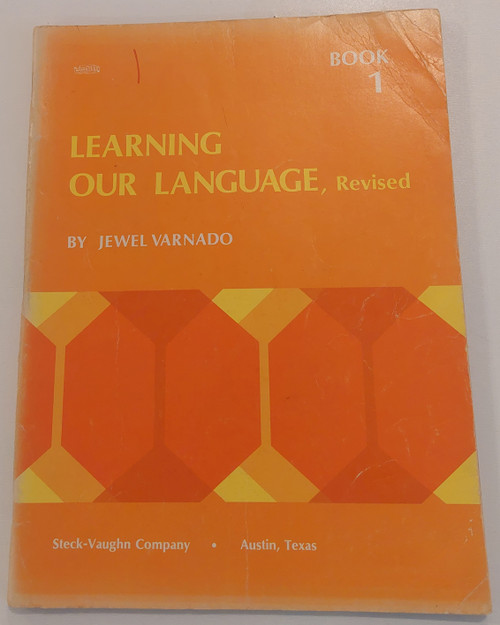 BOOK
1
LEARNING
OUR LANGUAGE, Revised
BY JEWEL VARNADO
Steck-Vaughn Company • Austin, Texas